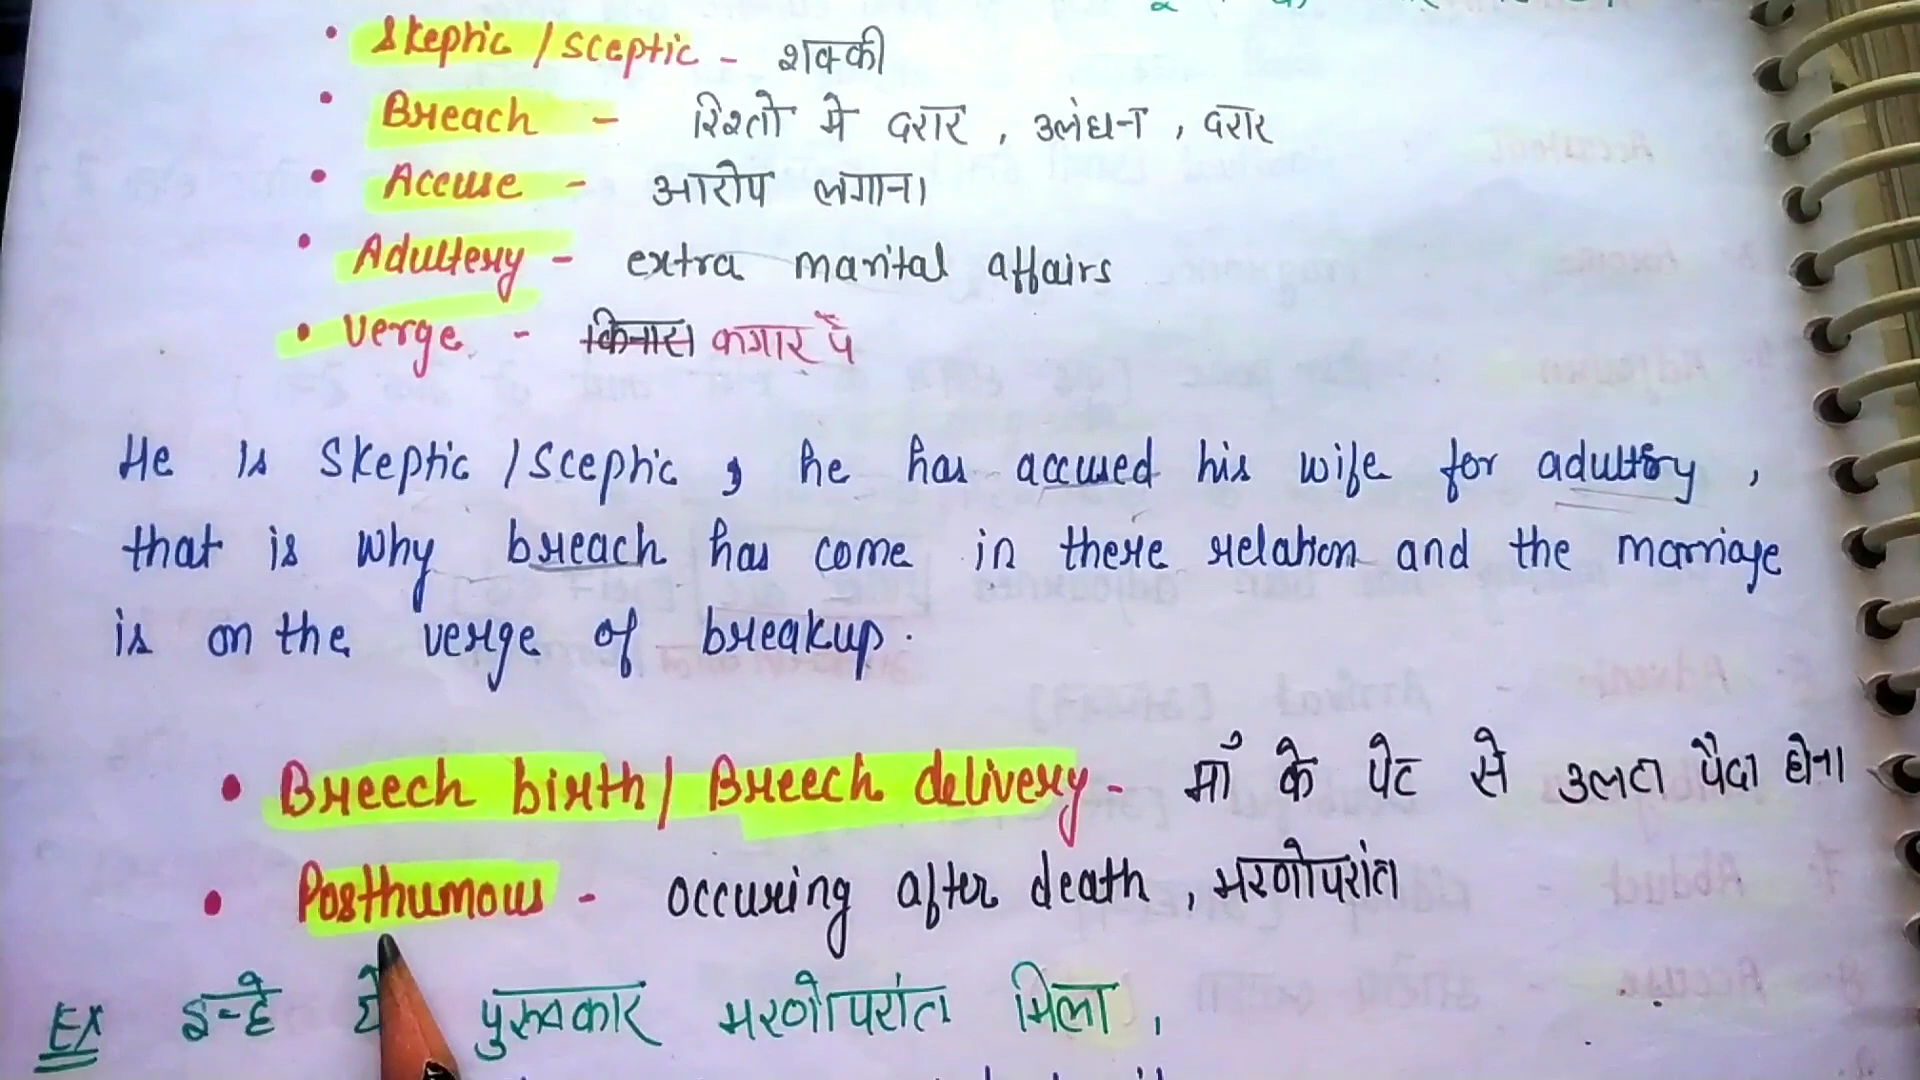 • Skeptic / sceptic - शक्की
• Breach - रिश्तो मे दरार , उलंघन , दरार
• Accuse - आरोप लगाना
• Adultery - extra marital affairs
• Verge - किनारा कगार पे
He is Skeptic / Sceptic , he has accused his wife for adultory ,
that is why breach has come in there relation and the marriage
is on the verge of breakup.
• Breech birth / Breech delivery - माँ के पेट से उलटा पैदा होना
• Posthumous - occuring after death , मरणोपरांत
Ex इन्हे पुरुस्कार मरणोपरांत मिला ,